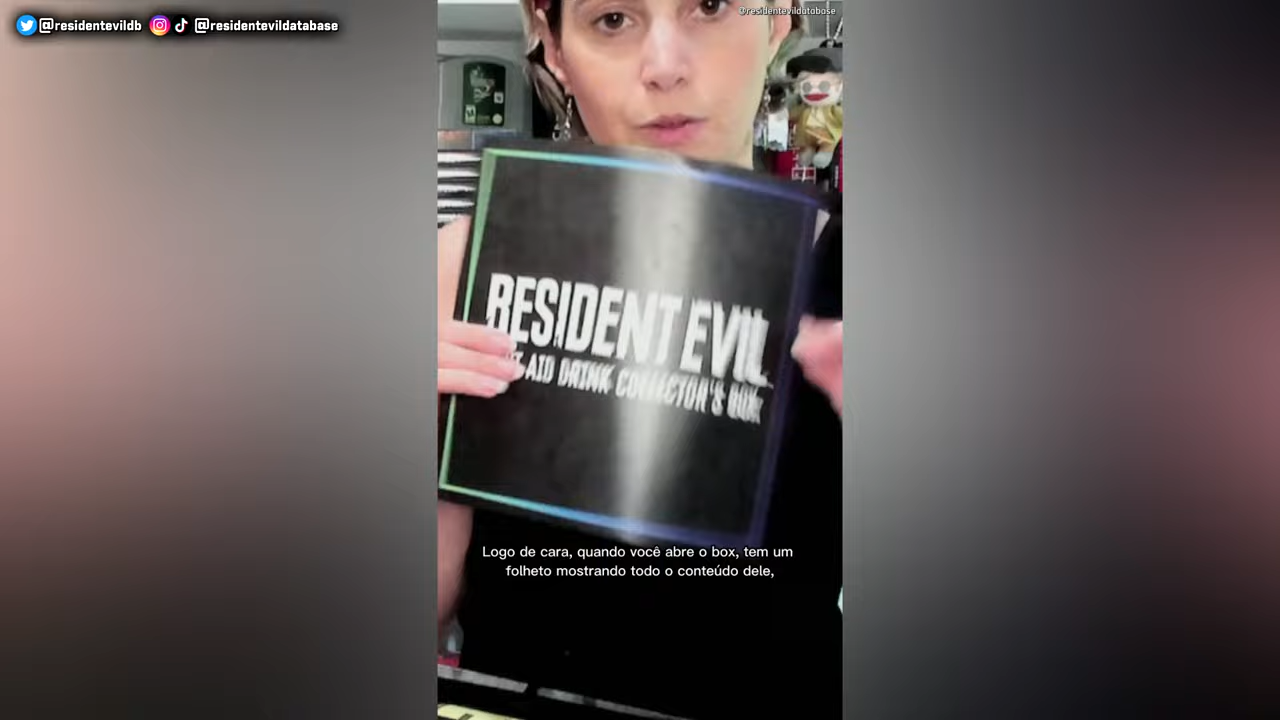 @residentevildb @residentevildatabase
@residentevildatabase
RESIDENT EVIL
AID DRINK COLLECTOR'S BOX
Logo de cara, quando você abre o box, tem um
folheto mostrando todo o conteúdo dele,